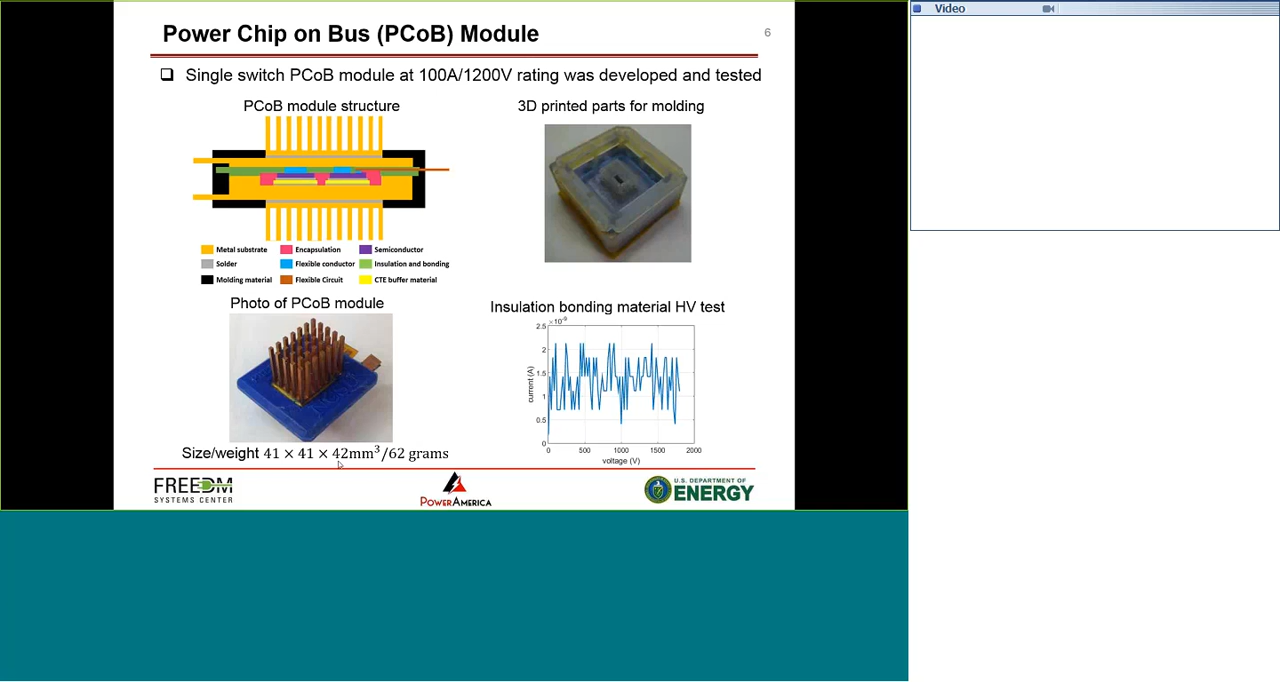 Video
Power Chip on Bus (PCoB) Module
6
Single switch PCoB module at 100A/1200V rating was developed and tested
PCoB module structure
Metal substrate
Encapsulation
Semiconductor
Solder
Flexible conductor
Insulation and bonding
Molding material
Flexible Circuit
CTE buffer material
3D printed parts for molding
Photo of PCoB module
Size/weight 41 × 41 × 42mm³/62 grams
Insulation bonding material HV test
×10⁻⁹
2.5
2
1.5
1
0.5
0
current (A)
0 500 1000 1500 2000
voltage (V)
FREEDM
SYSTEMS CENTER
POWERAMERICA
U.S. DEPARTMENT OF
ENERGY